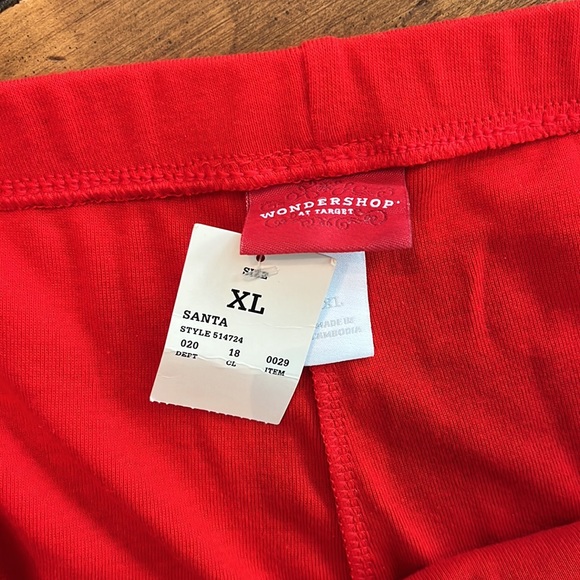 WONDERSHOP
AT TARGET
SIZE
XL
SANTA
STYLE 514724
020 18 0029
DEPT CL ITEM
XL
MADE IN
CAMBODIA